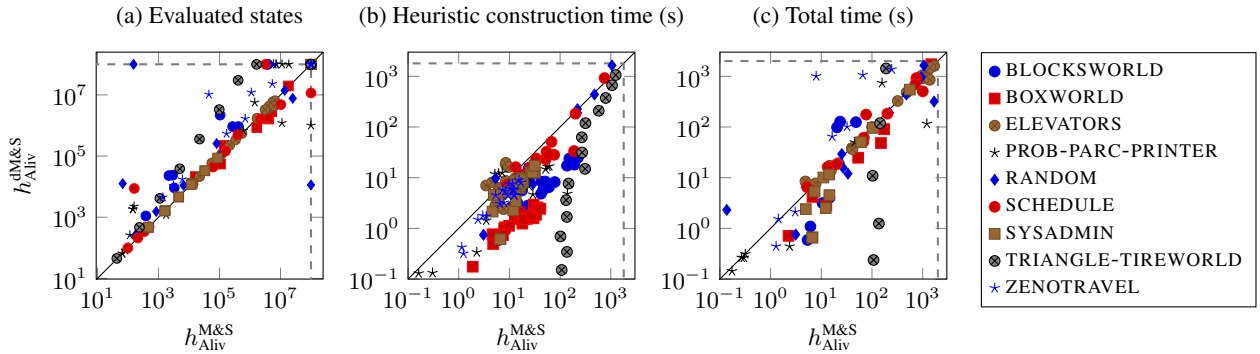 (a) Evaluated states
(b) Heuristic construction time (s)
(c) Total time (s)
h_Aliv^dM&S
10^7
10^5
10^3
10^1
10^1 10^3 10^5 10^7
h_Aliv^M&S
10^3
10^2
10^1
10^0
10^−1
10^−1 10^0 10^1 10^2 10^3
h_Aliv^M&S
10^3
10^2
10^1
10^0
10^−1
10^−1 10^0 10^1 10^2 10^3
h_Aliv^M&S
BLOCKSWORLD
BOXWORLD
ELEVATORS
PROB-PARC-PRINTER
RANDOM
SCHEDULE
SYSADMIN
TRIANGLE-TIREWORLD
ZENOTRAVEL